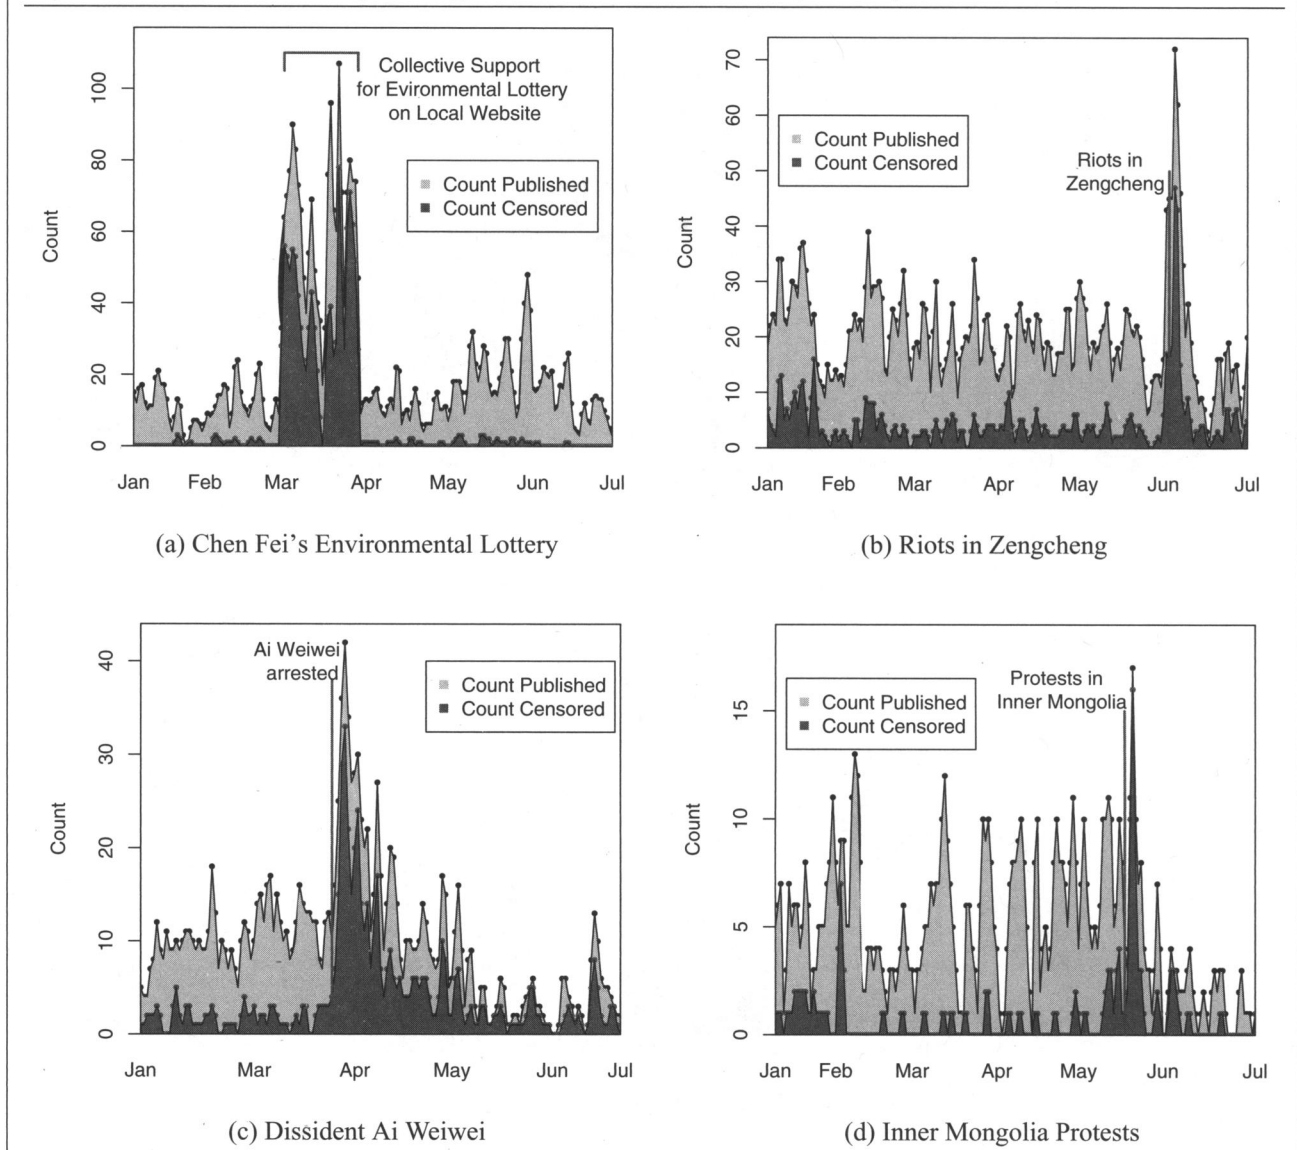 100
80
60
40
20
0
Count
Collective Support
for Evironmental Lottery
on Local Website
Count Published
Count Censored
Jan Feb Mar Apr May Jun Jul
(a) Chen Fei's Environmental Lottery
70
60
50
40
30
20
10
0
Count
Count Published
Count Censored
Riots in
Zengcheng
Jan Feb Mar Apr May Jun Jul
(b) Riots in Zengcheng
40
30
20
10
0
Count
Ai Weiwei
arrested
Count Published
Count Censored
Jan Mar Apr May Jun Jul
(c) Dissident Ai Weiwei
15
10
5
0
Count
Count Published
Count Censored
Protests in
Inner Mongolia
Jan Feb Mar Apr May Jun Jul
(d) Inner Mongolia Protests